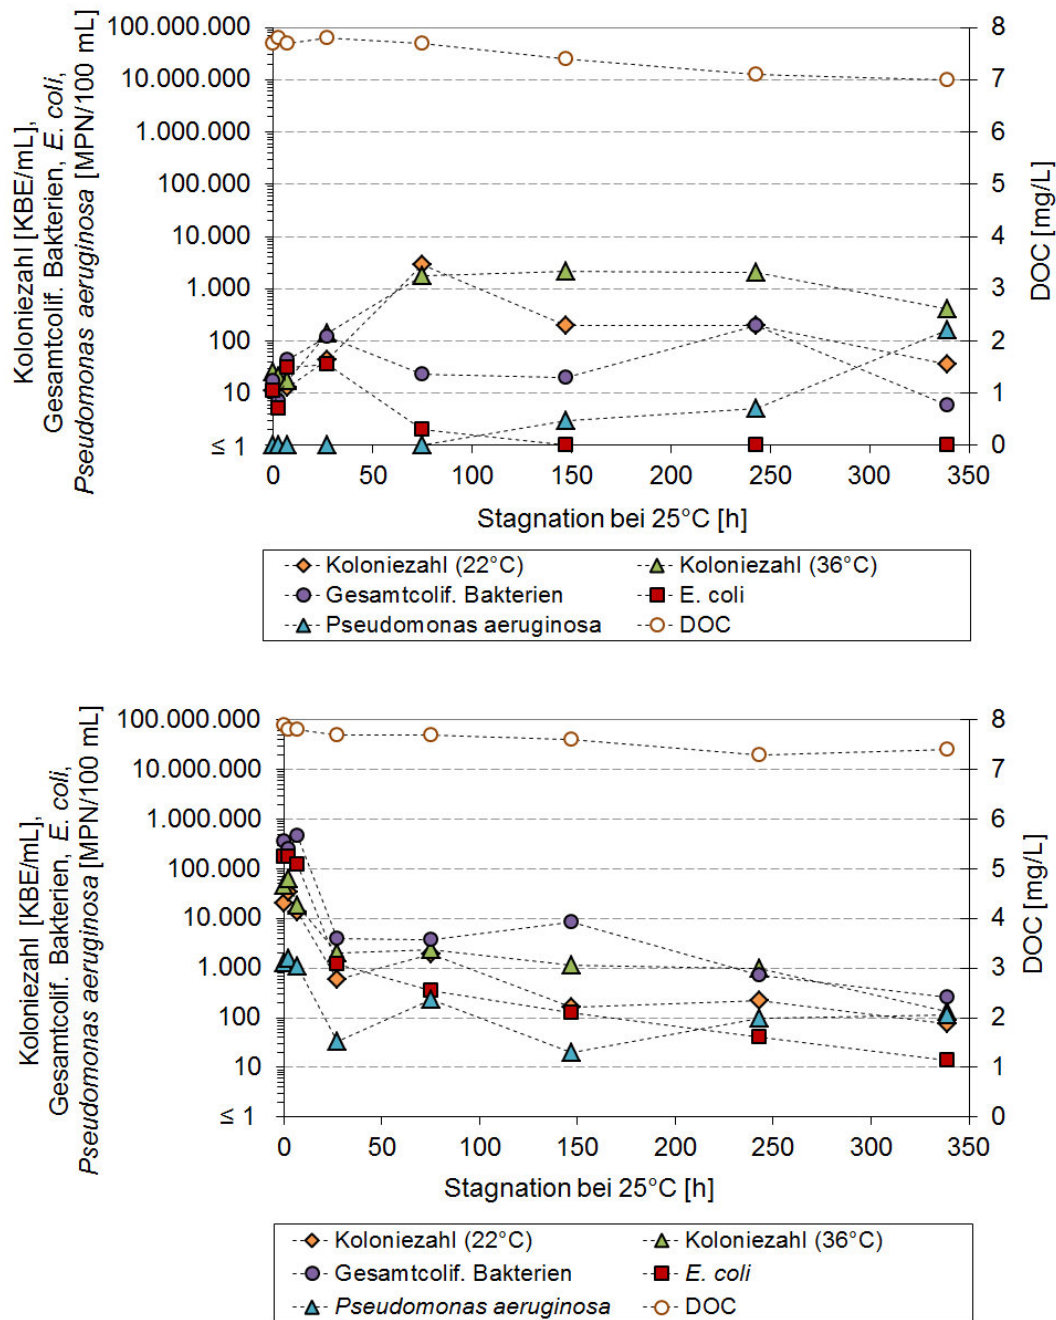 Koloniezahl [KBE/mL],
Gesamtcolif. Bakterien, E. coli,
Pseudomonas aeruginosa [MPN/100 mL]
100.000.000
10.000.000
1.000.000
100.000
10.000
1.000
100
10
≤ 1
8
7
6
5
4
3
2
1
0
DOC [mg/L]
0 50 100 150 200 250 300 350
Stagnation bei 25°C [h]
Koloniezahl (22°C) Koloniezahl (36°C)
Gesamtcolif. Bakterien E. coli
Pseudomonas aeruginosa DOC
Koloniezahl [KBE/mL],
Gesamtcolif. Bakterien, E. coli,
Pseudomonas aeruginosa [MPN/100 mL]
100.000.000
10.000.000
1.000.000
100.000
10.000
1.000
100
10
≤ 1
8
7
6
5
4
3
2
1
0
DOC [mg/L]
0 50 100 150 200 250 300 350
Stagnation bei 25°C [h]
Koloniezahl (22°C) Koloniezahl (36°C)
Gesamtcolif. Bakterien E. coli
Pseudomonas aeruginosa DOC